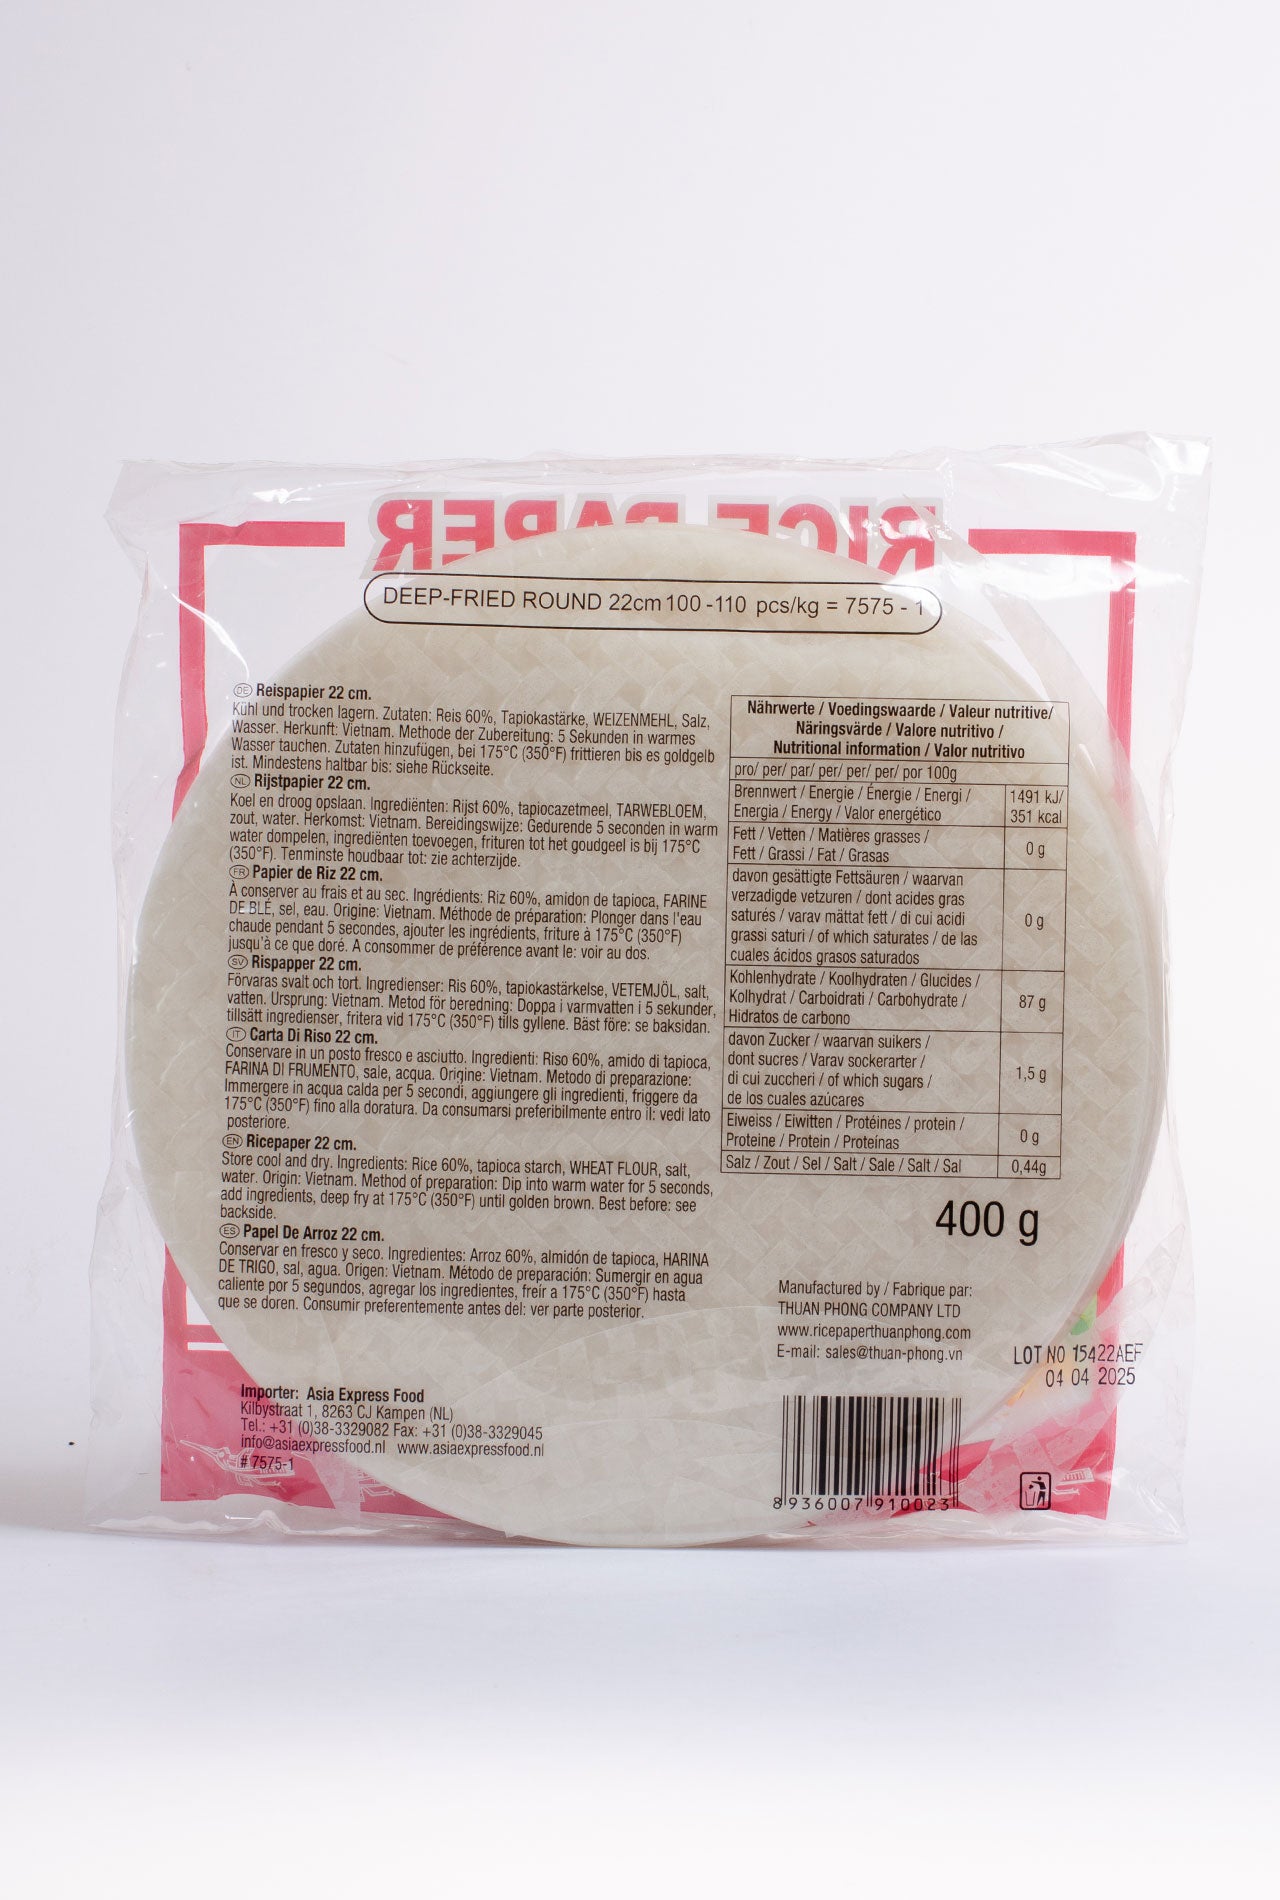 RICE PAPER
DEEP-FRIED ROUND 22cm 100 -110 pcs/kg = 7575 - 1
DE Reispapier 22 cm.
Kühl und trocken lagern. Zutaten: Reis 60%, Tapiokastärke, WEIZENMEHL, Salz,
Wasser. Herkunft: Vietnam. Methode der Zubereitung: 5 Sekunden in warmes
Wasser tauchen. Zutaten hinzufügen, bei 175°C (350°F) frittieren bis es goldgelb
ist. Mindestens haltbar bis: siehe Rückseite.
NL Rijstpapier 22 cm.
Koel en droog opslaan. Ingrediënten: Rijst 60%, tapiocazetmeel, TARWEBLOEM,
zout, water. Herkomst: Vietnam. Bereidingswijze: Gedurende 5 seconden in warm
water dompelen, ingrediënten toevoegen, frituren tot het goudgeel is bij 175°C
(350°F). Tenminste houdbaar tot: zie achterzijde.
FR Papier de Riz 22 cm.
À conserver au frais et au sec. Ingrédients: Riz 60%, amidon de tapioca, FARINE
DE BLÉ, sel, eau. Origine: Vietnam. Méthode de préparation: Plonger dans l'eau
chaude pendant 5 secondes, ajouter les ingrédients, friture à 175°C (350°F)
jusqu'à ce que doré. A consommer de préférence avant le: voir au dos.
SV Rispapper 22 cm.
Förvaras svalt och tort. Ingredienser: Ris 60%, tapiokastärkelse, VETEMJÖL, salt,
vatten. Ursprung: Vietnam. Metod för beredning: Doppa i varmvatten i 5 sekunder,
tillsätt ingredienser, fritera vid 175°C (350°F) tills gyllene. Bäst före: se baksidan.
IT Carta Di Riso 22 cm.
Conservare in un posto fresco e asciutto. Ingredienti: Riso 60%, amido di tapioca,
FARINA DI FRUMENTO, sale, acqua. Origine: Vietnam. Metodo di preparazione:
Immergere in acqua calda per 5 secondi, aggiungere gli ingredienti, friggere da
175°C (350°F) fino alla doratura. Da consumarsi preferibilmente entro il: vedi lato
posteriore.
EN Ricepaper 22 cm.
Store cool and dry. Ingredients: Rice 60%, tapioca starch, WHEAT FLOUR, salt,
water. Origin: Vietnam. Method of preparation: Dip into warm water for 5 seconds,
add ingredients, deep fry at 175°C (350°F) until golden brown. Best before: see
backside.
ES Papel De Arroz 22 cm.
Conservar en fresco y seco. Ingredientes: Arroz 60%, almidón de tapioca, HARINA
DE TRIGO, sal, agua. Origen: Vietnam. Método de preparación: Sumergir en agua
caliente por 5 segundos, agregar los ingredientes, freír a 175°C (350°F) hasta
que se doren. Consumir preferentemente antes del: ver parte posterior.
Importer: Asia Express Food
Kilbystraat 1, 8263 CJ Kampen (NL)
Tel.: +31 (0)38-3329082 Fax: +31 (0)38-3329045
info@asiaexpressfood.nl www.asiaexpressfood.nl
# 7575-1
Nährwerte / Voedingswaarde / Valeur nutritive/
Näringsvärde / Valore nutritivo /
Nutritional information / Valor nutritivo
pro/ per/ par/ per/ per/ per/ por 100g
Brennwert / Energie / Énergie / Energi / 1491 kJ/
Energia / Energy / Valor energético 351 kcal
Fett / Vetten / Matières grasses /
Fett / Grassi / Fat / Grasas 0 g
davon gesättigte Fettsäuren / waarvan
verzadigde vetzuren / dont acides gras
saturés / varav mättat fett / di cui acidi 0 g
grassi saturi / of which saturates / de las
cuales ácidos grasos saturados
Kohlenhydrate / Koolhydraten / Glucides /
Kolhydrat / Carboidrati / Carbohydrate / 87 g
Hidratos de carbono
davon Zucker / waarvan suikers /
dont sucres / Varav sockerarter /
di cui zuccheri / of which sugars / 1,5 g
de los cuales azúcares
Eiweiss / Eiwitten / Protéines / protein /
Proteine / Protein / Proteínas 0 g
Salz / Zout / Sel / Salt / Sale / Salt / Sal 0,44g
400 g
Manufactured by / Fabrique par:
THUAN PHONG COMPANY LTD
www.ricepaperthuanphong.com
E-mail: sales@thuan-phong.vn
LOT NO 15422AEF
04 04 2025
8 936007 910023